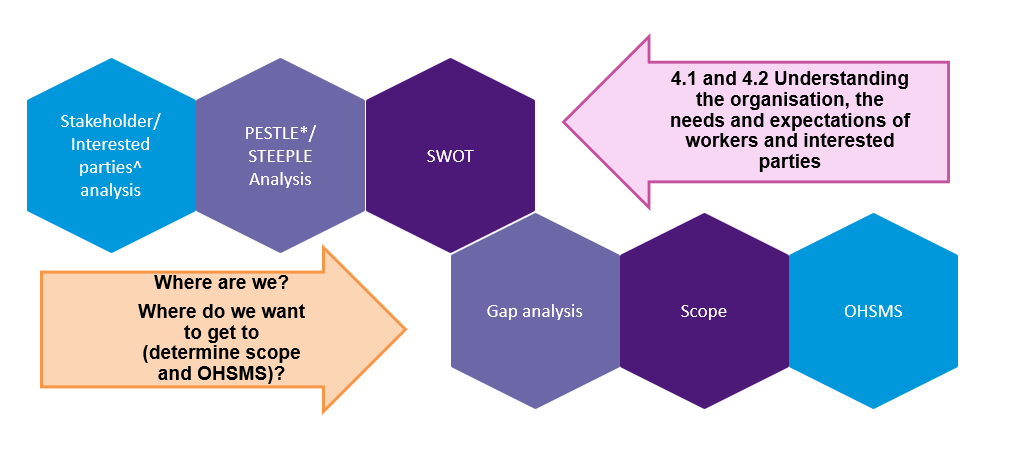 Stakeholder/
Interested
parties^
analysis
PESTLE*/
STEEPLE
Analysis
SWOT
4.1 and 4.2 Understanding
the organisation, the
needs and expectations of
workers and interested
parties
Where are we?
Where do we want
to get to
(determine scope
and OHSMS)?
Gap analysis
Scope
OHSMS